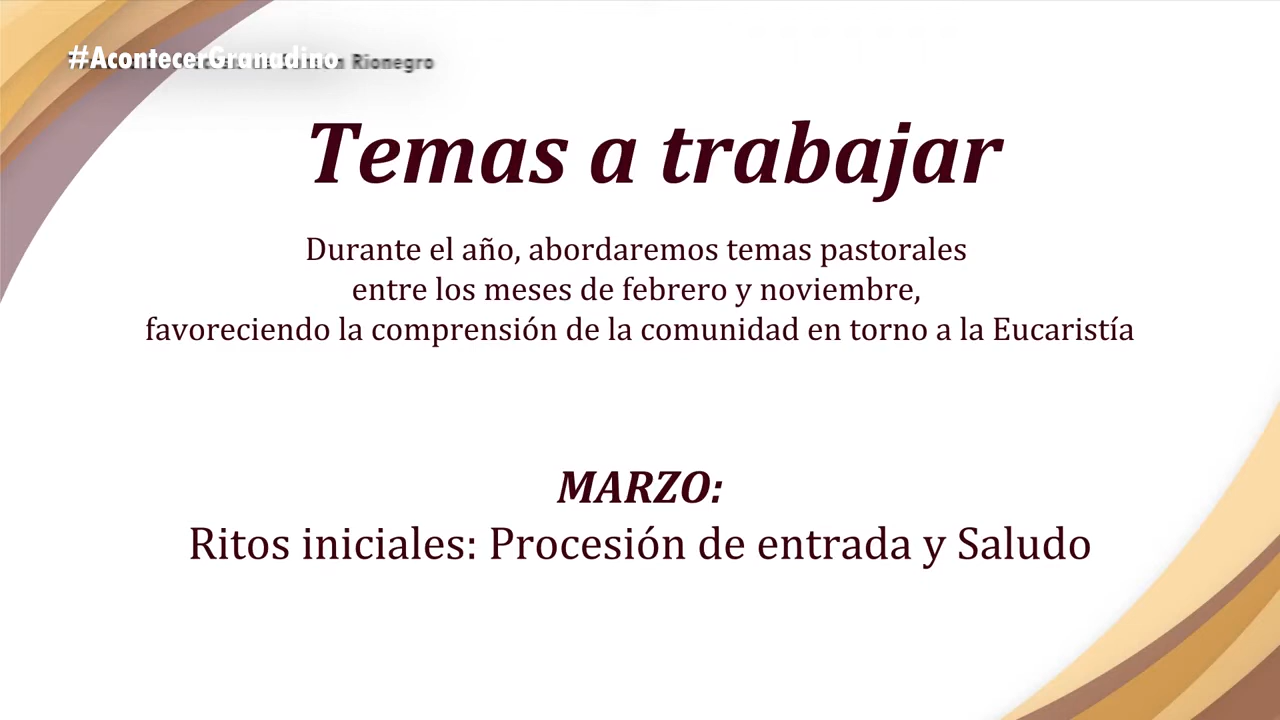 #AcontecerGranadino Rionegro
Temas a trabajar
Durante el año, abordaremos temas pastorales
entre los meses de febrero y noviembre,
favoreciendo la comprensión de la comunidad en torno a la Eucaristía
MARZO:
Ritos iniciales: Procesión de entrada y Saludo